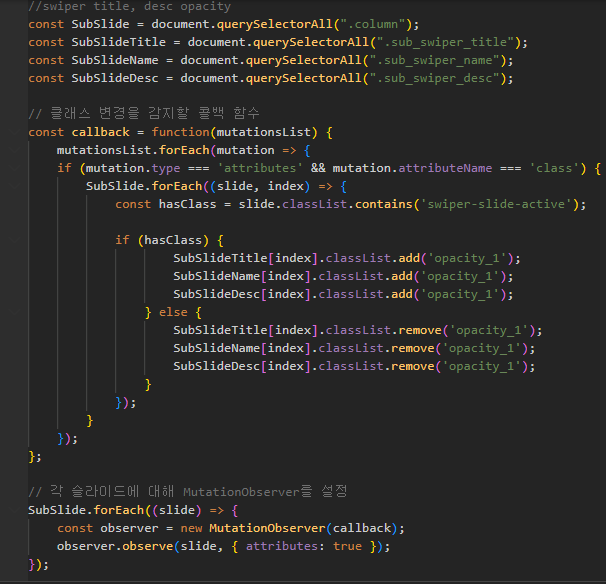 //swiper title, desc opacity
const SubSlide = document.querySelectorAll(".column");
const SubSlideTitle = document.querySelectorAll(".sub_swiper_title");
const SubSlideName = document.querySelectorAll(".sub_swiper_name");
const SubSlideDesc = document.querySelectorAll(".sub_swiper_desc");

// 클래스 변경을 감지할 콜백 함수
const callback = function(mutationsList) {
    mutationsList.forEach(mutation => {
    if (mutation.type === 'attributes' && mutation.attributeName === 'class') {
        SubSlide.forEach((slide, index) => {
            const hasClass = slide.classList.contains('swiper-slide-active');

            if (hasClass) {
                    SubSlideTitle[index].classList.add('opacity_1');
                    SubSlideName[index].classList.add('opacity_1');
                    SubSlideDesc[index].classList.add('opacity_1');
                } else {
                    SubSlideTitle[index].classList.remove('opacity_1');
                    SubSlideName[index].classList.remove('opacity_1');
                    SubSlideDesc[index].classList.remove('opacity_1');
                }
            });
        }
    });
};

// 각 슬라이드에 대해 MutationObserver를 설정
SubSlide.forEach((slide) => {
    const observer = new MutationObserver(callback);
    observer.observe(slide, { attributes: true });
});